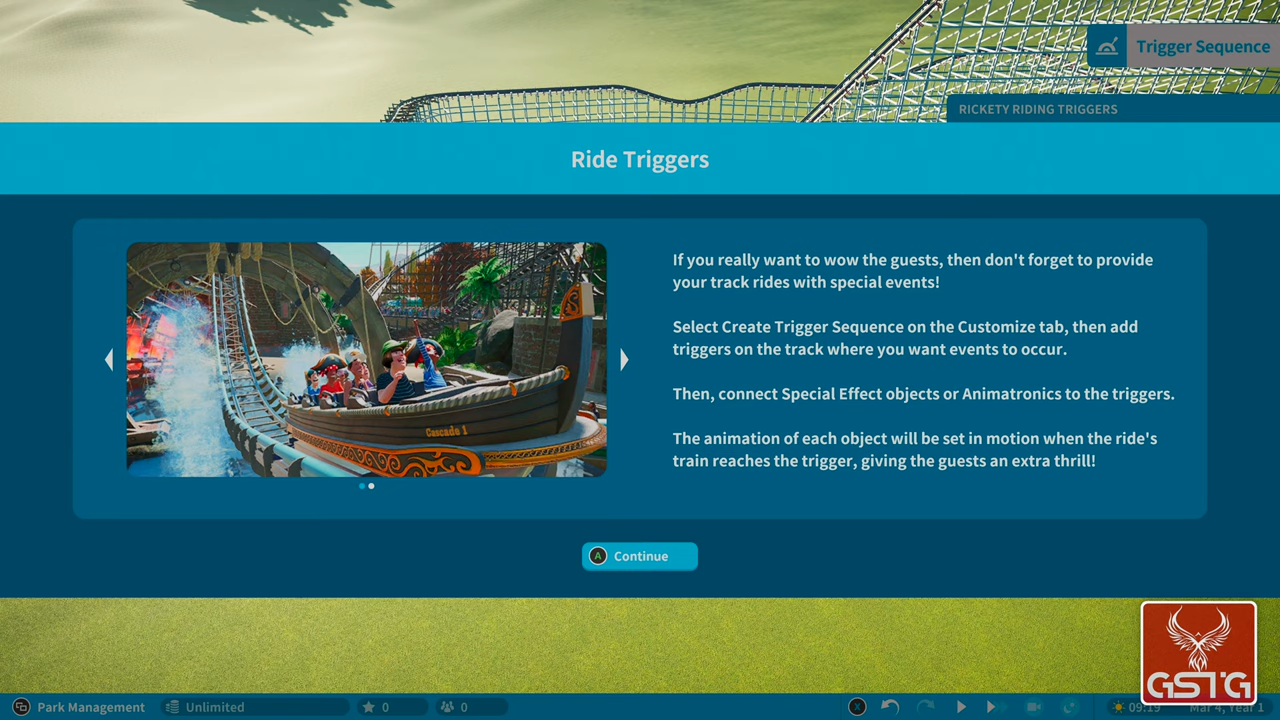 Trigger Sequence
RICKETY RIDING TRIGGERS
Ride Triggers
If you really want to wow the guests, then don't forget to provide
your track rides with special events!
Select Create Trigger Sequence on the Customize tab, then add
triggers on the track where you want events to occur.
Then, connect Special Effect objects or Animatronics to the triggers.
The animation of each object will be set in motion when the ride's
train reaches the trigger, giving the guests an extra thrill!
Cascade 1
A Continue
GSTG
Park Management
Unlimited
0
0
X
09:19
Mar 4, Year 1